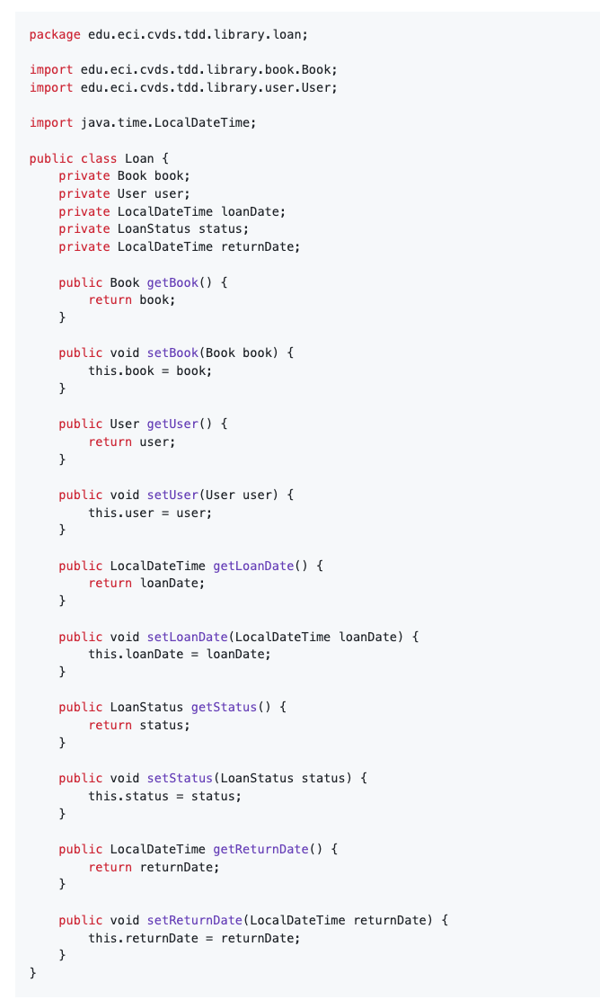 package edu.eci.cvds.tdd.library.loan;

import edu.eci.cvds.tdd.library.book.Book;
import edu.eci.cvds.tdd.library.user.User;

import java.time.LocalDateTime;

public class Loan {
    private Book book;
    private User user;
    private LocalDateTime loanDate;
    private LoanStatus status;
    private LocalDateTime returnDate;

    public Book getBook() {
        return book;
    }

    public void setBook(Book book) {
        this.book = book;
    }

    public User getUser() {
        return user;
    }

    public void setUser(User user) {
        this.user = user;
    }

    public LocalDateTime getLoanDate() {
        return loanDate;
    }

    public void setLoanDate(LocalDateTime loanDate) {
        this.loanDate = loanDate;
    }

    public LoanStatus getStatus() {
        return status;
    }

    public void setStatus(LoanStatus status) {
        this.status = status;
    }

    public LocalDateTime getReturnDate() {
        return returnDate;
    }

    public void setReturnDate(LocalDateTime returnDate) {
        this.returnDate = returnDate;
    }
}